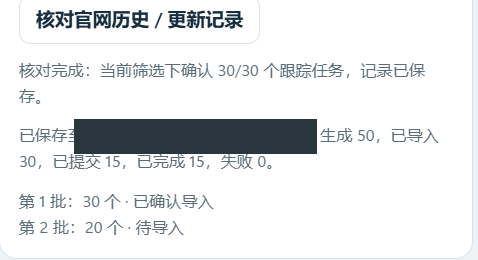 核对官网历史 / 更新记录
核对完成：当前筛选下确认 30/30 个跟踪任务，记录已保
存。
已保存至 生成 50，已导入
30，已提交 15，已完成 15，失败 0。
第 1 批：30 个 · 已确认导入
第 2 批：20 个 · 待导入